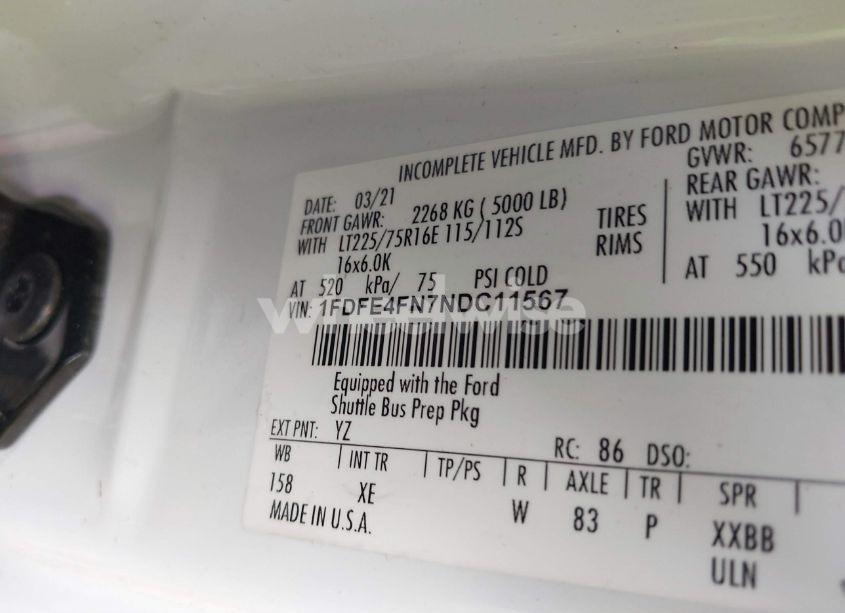 INCOMPLETE VEHICLE MFD. BY FORD MOTOR COMP
DATE: 03/21
GVWR: 6577
FRONT GAWR: 2268 KG ( 5000 LB)
REAR GAWR:
WITH LT225/75R16E 115/112S
TIRES
WITH LT225/
16x6.0K
RIMS
16x6.0K
AT 520 kPa/ 75 PSI COLD
AT 550 kPa
VIN: 1FDFE4FN7NDC11567
wheelwise
Equipped with the Ford
Shuttle Bus Prep Pkg
EXT PNT: YZ
RC: 86 DSO:
WB | INT TR | TP/PS | R | AXLE | TR | SPR |
158 XE W 83 P XXBB
MADE IN U.S.A.
ULN